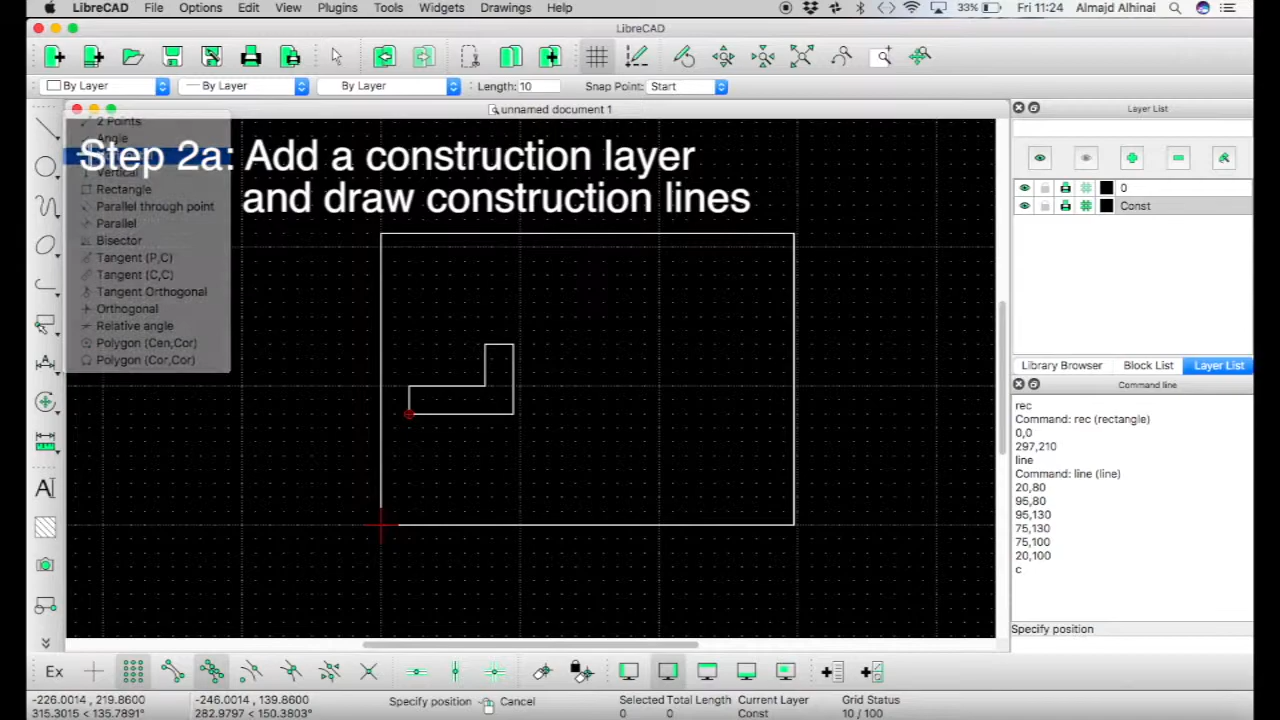 LibreCAD File Options Edit View Plugins Tools Widgets Drawings Help 33% Fri 11:24 Almajd Alhinai
LibreCAD
By Layer By Layer By Layer Length: 10 Snap Point: Start
unnamed document 1
Layer List
2 Points
Angle
Step 2a: Add a construction layer
and draw construction lines
Vertical
Rectangle
Parallel through point
Parallel
Bisector
Tangent (P,C)
Tangent (C,C)
Tangent Orthogonal
Orthogonal
Relative angle
Polygon (Cen,Cor)
Polygon (Cor,Cor)
0
Const
Library Browser Block List Layer List
Command line
rec
Command: rec (rectangle)
0,0
297,210
line
Command: line (line)
20,80
95,80
95,130
75,130
75,100
20,100
c
Specify position
Ex
-226.0014 , 219.8600 -246.0014 , 139.8600 Specify position Cancel Selected Total Length Current Layer Grid Status
315.3015 < 135.7891° 282.9797 < 150.3803° 0 0 Const 10 / 100